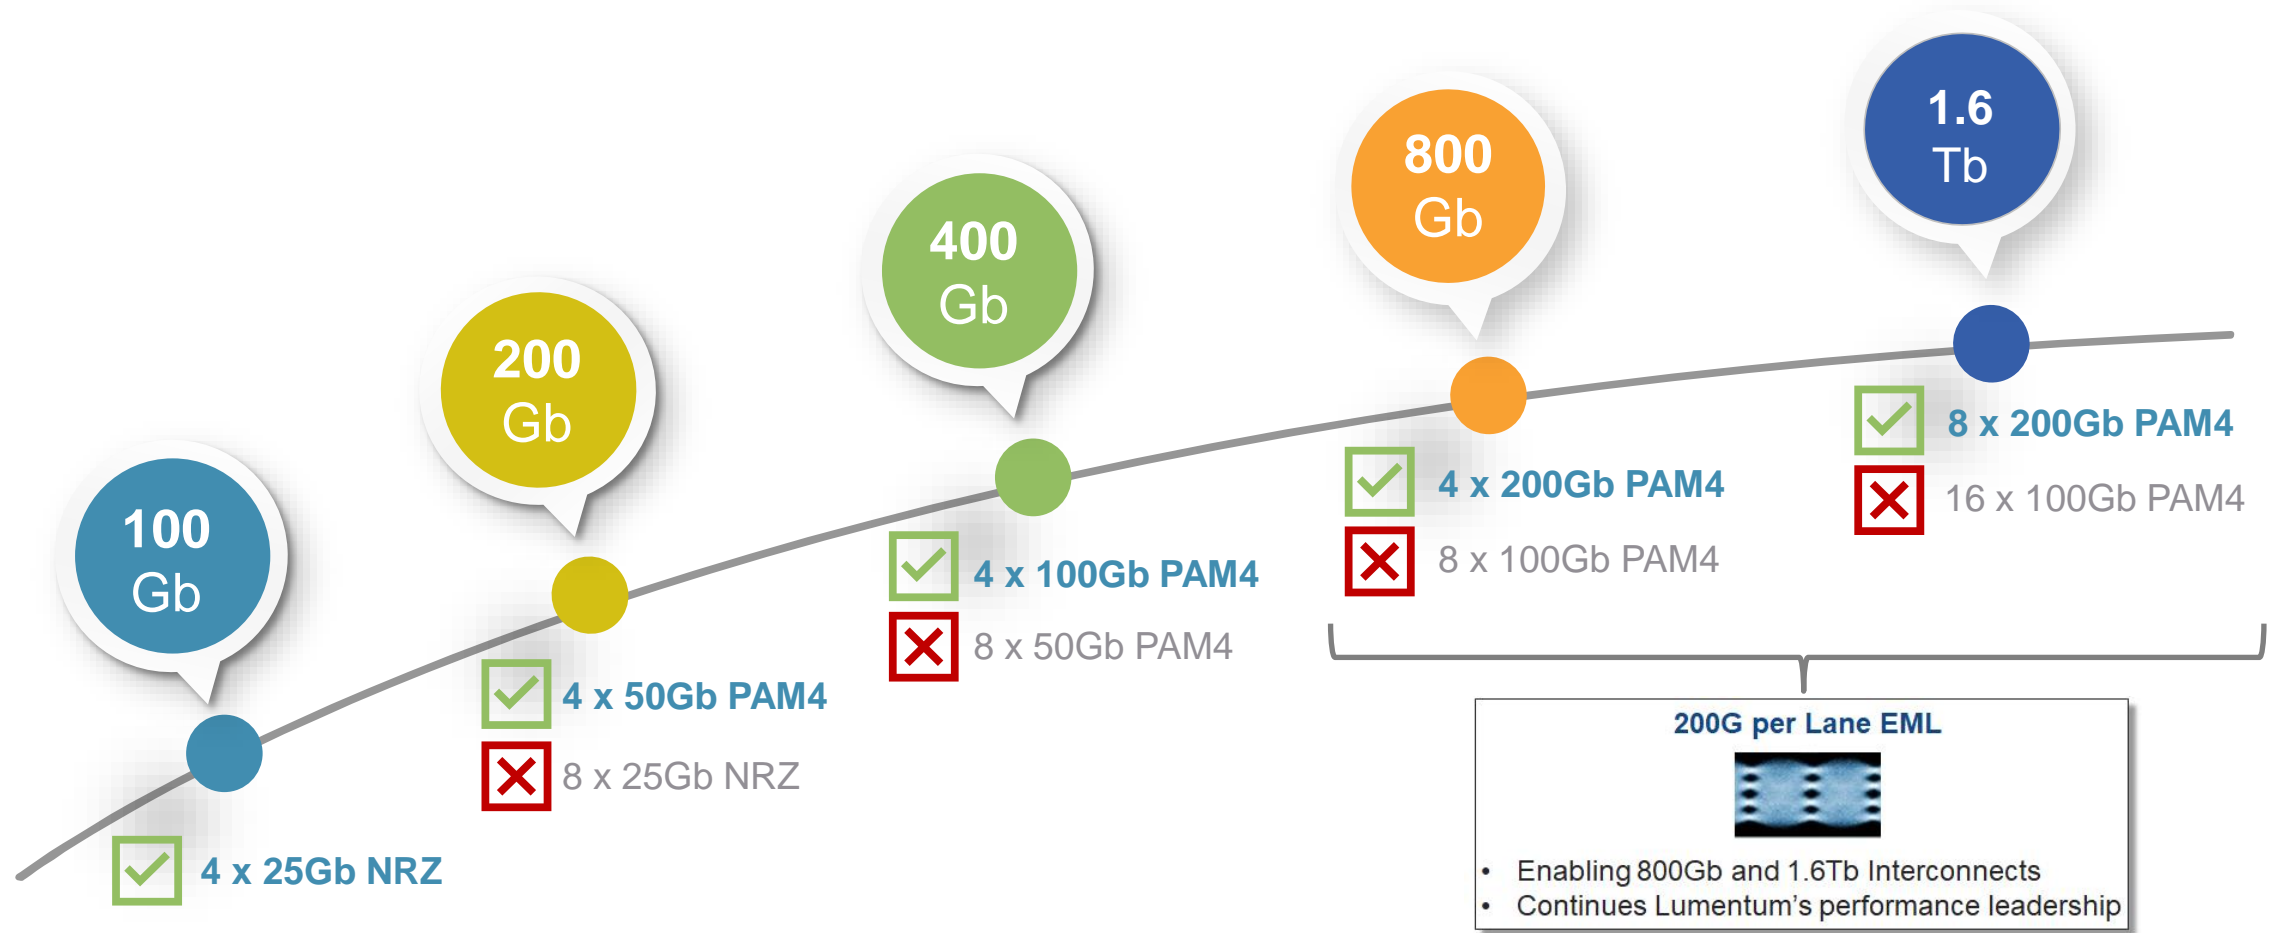 100
Gb
4 x 25Gb NRZ
200
Gb
4 x 50Gb PAM4
8 x 25Gb NRZ
400
Gb
4 x 100Gb PAM4
8 x 50Gb PAM4
800
Gb
4 x 200Gb PAM4
8 x 100Gb PAM4
1.6
Tb
8 x 200Gb PAM4
16 x 100Gb PAM4
200G per Lane EML
• Enabling 800Gb and 1.6Tb Interconnects
• Continues Lumentum's performance leadership